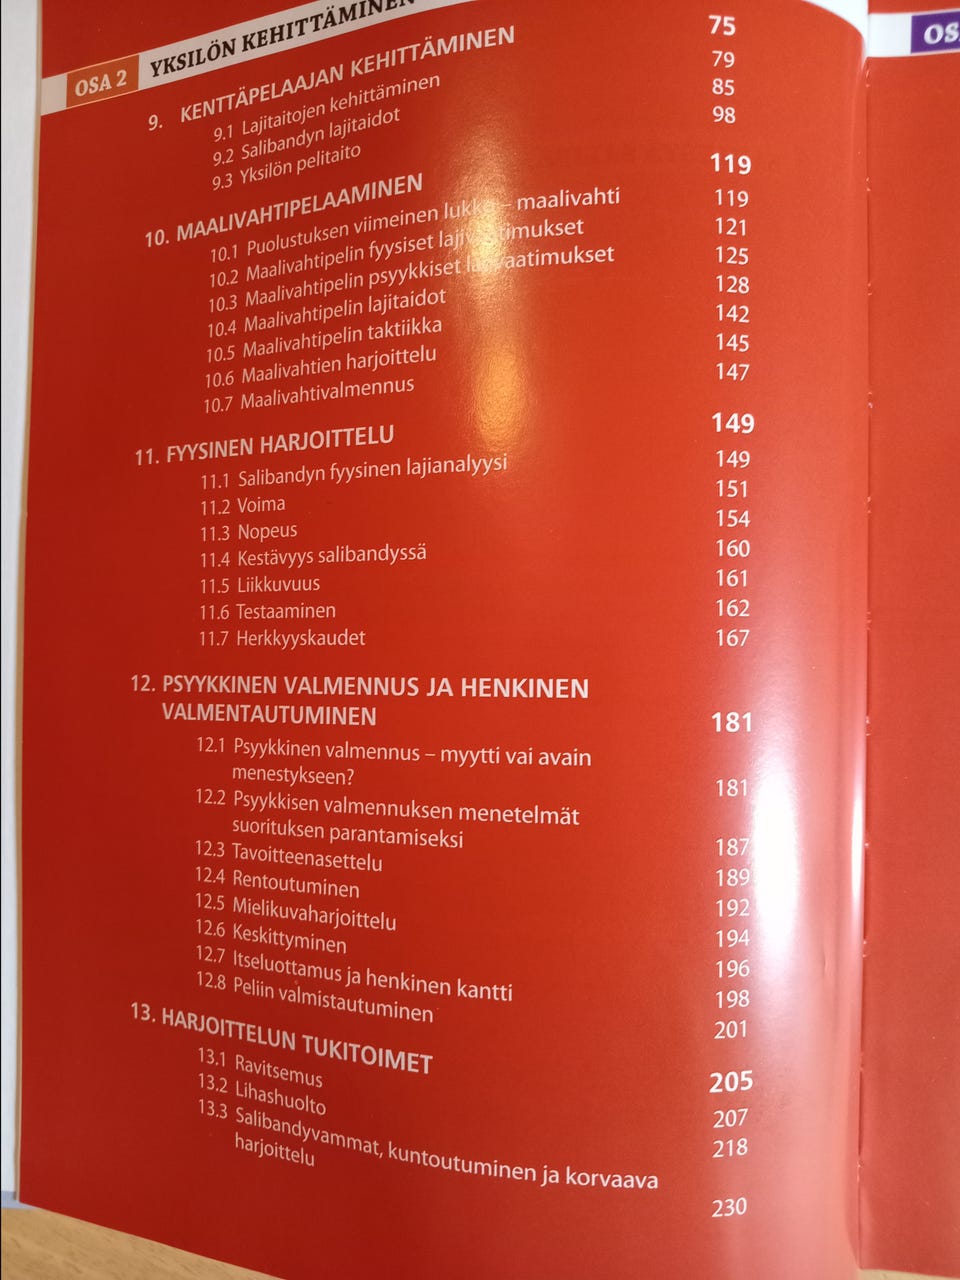 OSA 2 YKSILÖN KEHITTÄMINEN
9. KENTTÄPELAAJAN KEHITTÄMINEN 75
9.1 Lajitaitojen kehittäminen 79
9.2 Salibandyn lajitaidot 85
9.3 Yksilön pelitaito 98
10. MAALIVAHTIPELAAMINEN 119
10.1 Puolustuksen viimeinen lukko – maalivahti 119
10.2 Maalivahtipelin fyysiset lajivaatimukset 121
10.3 Maalivahtipelin psyykkiset lajivaatimukset 125
10.4 Maalivahtipelin lajitaidot 128
10.5 Maalivahtipelin taktiikka 142
10.6 Maalivahtien harjoittelu 145
10.7 Maalivahtivalmennus 147
11. FYYSINEN HARJOITTELU 149
11.1 Salibandyn fyysinen lajianalyysi 149
11.2 Voima 151
11.3 Nopeus 154
11.4 Kestävyys salibandyssä 160
11.5 Liikkuvuus 161
11.6 Testaaminen 162
11.7 Herkkyyskaudet 167
12. PSYYKKINEN VALMENNUS JA HENKINEN
VALMENTAUTUMINEN 181
12.1 Psyykkinen valmennus – myytti vai avain
menestykseen? 181
12.2 Psyykkisen valmennuksen menetelmät
suorituksen parantamiseksi 187
12.3 Tavoitteenasettelu 189
12.4 Rentoutuminen 192
12.5 Mielikuvaharjoittelu 194
12.6 Keskittyminen 196
12.7 Itseluottamus ja henkinen kantti 198
12.8 Peliin valmistautuminen 201
13. HARJOITTELUN TUKITOIMET 205
13.1 Ravitsemus 207
13.2 Lihashuolto 218
13.3 Salibandyvammat, kuntoutuminen ja korvaava
harjoittelu 230